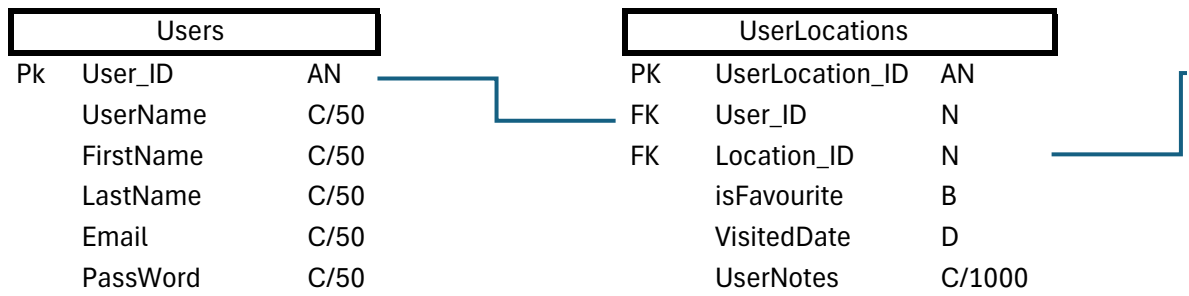 Users
Pk User_ID AN
UserName C/50
FirstName C/50
LastName C/50
Email C/50
PassWord C/50
UserLocations
PK UserLocation_ID AN
FK User_ID N
FK Location_ID N
isFavourite B
VisitedDate D
UserNotes C/1000